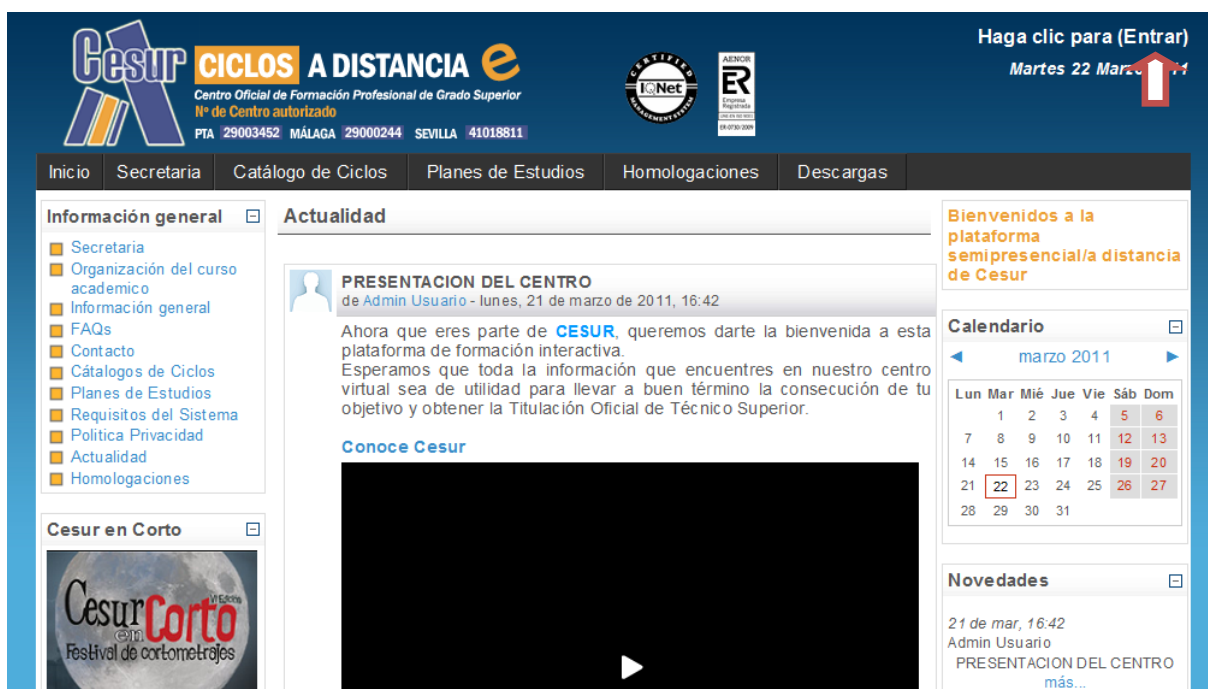 Cesur
CICLOS A DISTANCIA e
Centro Oficial de Formación Profesional de Grado Superior
Nº de Centro autorizado
PTA 29003452 MÁLAGA 29000244 SEVILLA 41018811
CERTIFIED
IQNet
MANAGEMENT SYSTEM
AENOR
ER
Empresa
Registrada
ER-0730/2009
Haga clic para (Entrar)
Martes 22 Marzo
Inicio Secretaria Catálogo de Ciclos Planes de Estudios Homologaciones Descargas
Información general
Secretaria
Organización del curso
academico
Información general
FAQs
Contacto
Cátalogos de Ciclos
Planes de Estudios
Requisitos del Sistema
Politica Privacidad
Actualidad
Homologaciones
Cesur en Corto
Cesur en Corto
VI Edición
Festival de cortometrajes
Actualidad
PRESENTACION DEL CENTRO
de Admin Usuario - lunes, 21 de marzo de 2011, 16:42
Ahora que eres parte de CESUR, queremos darte la bienvenida a esta
plataforma de formación interactiva.
Esperamos que toda la información que encuentres en nuestro centro
virtual sea de utilidad para llevar a buen término la consecución de tu
objetivo y obtener la Titulación Oficial de Técnico Superior.
Conoce Cesur
Bienvenidos a la
plataforma
semipresencial/a distancia
de Cesur
Calendario
marzo 2011
Lun Mar Mié Jue Vie Sáb Dom
1 2 3 4 5 6
7 8 9 10 11 12 13
14 15 16 17 18 19 20
21 22 23 24 25 26 27
28 29 30 31
Novedades
21 de mar, 16:42
Admin Usuario
PRESENTACION DEL CENTRO
más...